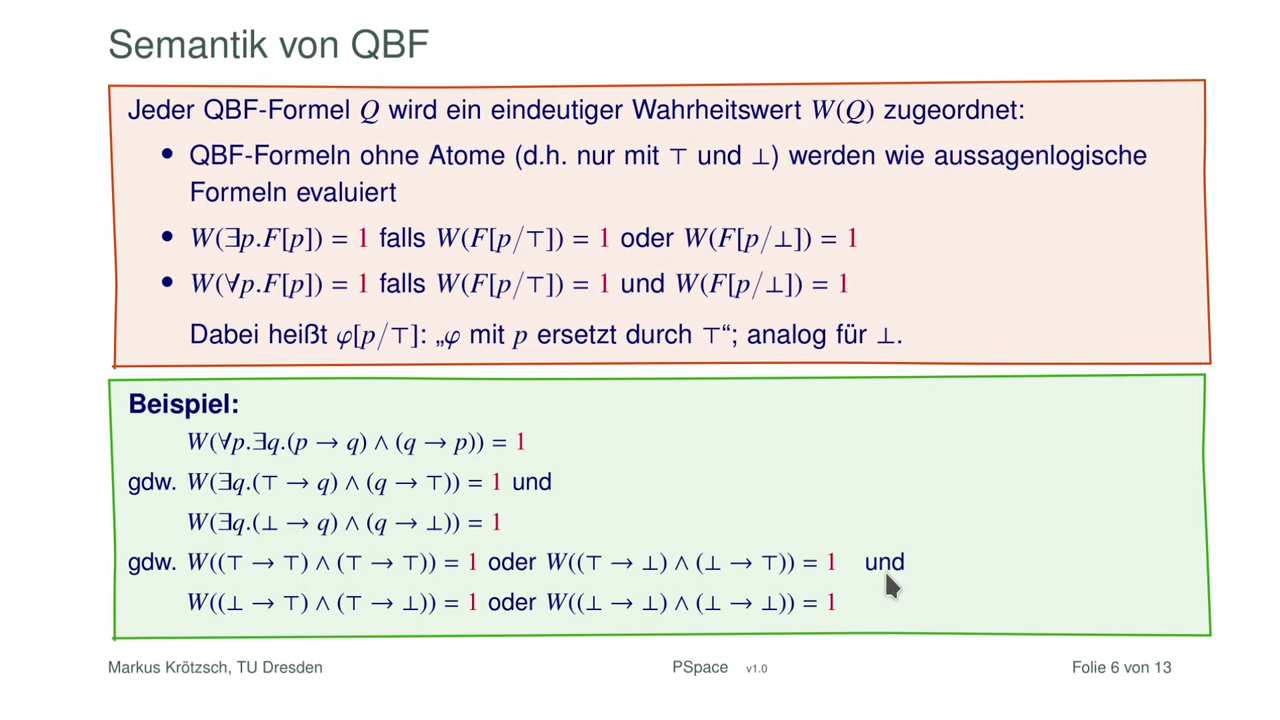 Semantik von QBF
Jeder QBF-Formel Q wird ein eindeutiger Wahrheitswert W(Q) zugeordnet:
• QBF-Formeln ohne Atome (d.h. nur mit ⊤ und ⊥) werden wie aussagenlogische
Formeln evaluiert
• W(∃p.F[p]) = 1 falls W(F[p/⊤]) = 1 oder W(F[p/⊥]) = 1
• W(∀p.F[p]) = 1 falls W(F[p/⊤]) = 1 und W(F[p/⊥]) = 1
Dabei heißt φ[p/⊤]: „φ mit p ersetzt durch ⊤“; analog für ⊥.
Beispiel:
W(∀p.∃q.(p → q) ∧ (q → p)) = 1
gdw. W(∃q.(⊤ → q) ∧ (q → ⊤)) = 1 und
W(∃q.(⊥ → q) ∧ (q → ⊥)) = 1
gdw. W((⊤ → ⊤) ∧ (⊤ → ⊤)) = 1 oder W((⊤ → ⊥) ∧ (⊥ → ⊤)) = 1 und
W((⊥ → ⊤) ∧ (⊤ → ⊥)) = 1 oder W((⊥ → ⊥) ∧ (⊥ → ⊥)) = 1
Markus Krötzsch, TU Dresden PSpace v1.0 Folie 6 von 13